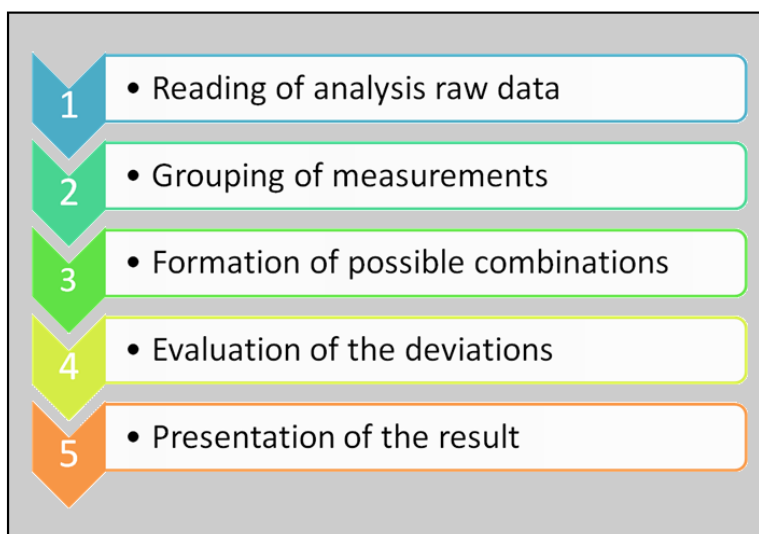 1 • Reading of analysis raw data
2 • Grouping of measurements
3 • Formation of possible combinations
4 • Evaluation of the deviations
5 • Presentation of the result